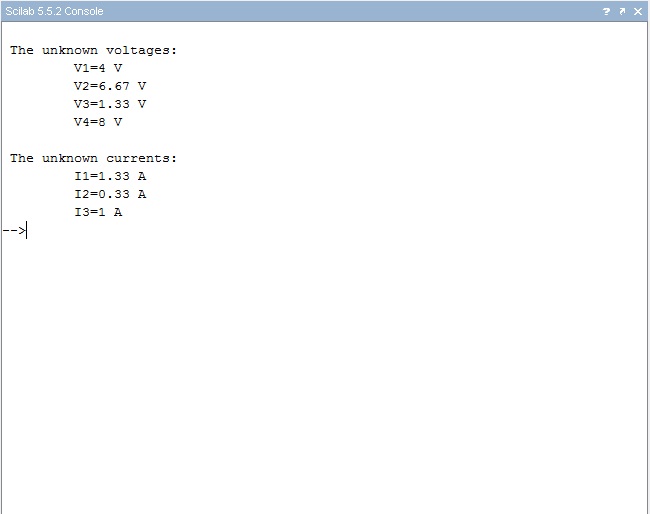 Scilab 5.5.2 Console
The unknown voltages:
V1=4 V
V2=6.67 V
V3=1.33 V
V4=8 V
The unknown currents:
I1=1.33 A
I2=0.33 A
I3=1 A
-->